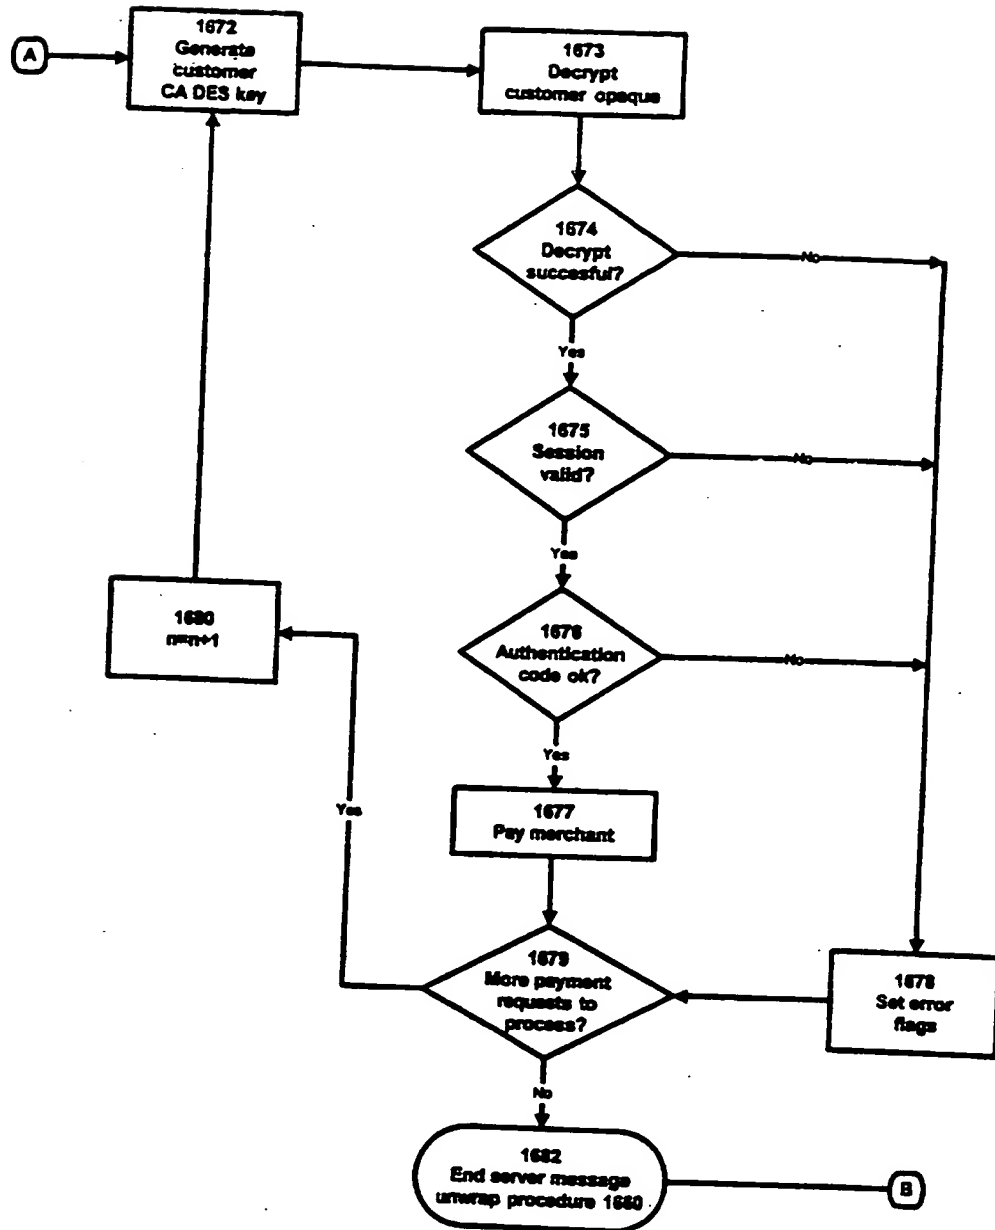 A
1672
Generate
customer
CA DES key
1673
Decrypt
customer opaque
1674
Decrypt
succesful?
No
Yes
1675
Session
valid?
No
Yes
1676
Authentication
code ok?
No
Yes
1680
n=n+1
Yes
1677
Pay merchant
1679
More payment
requests to
process?
1678
Set error
flags
No
1682
End server message
unwrap procedure 1660
B